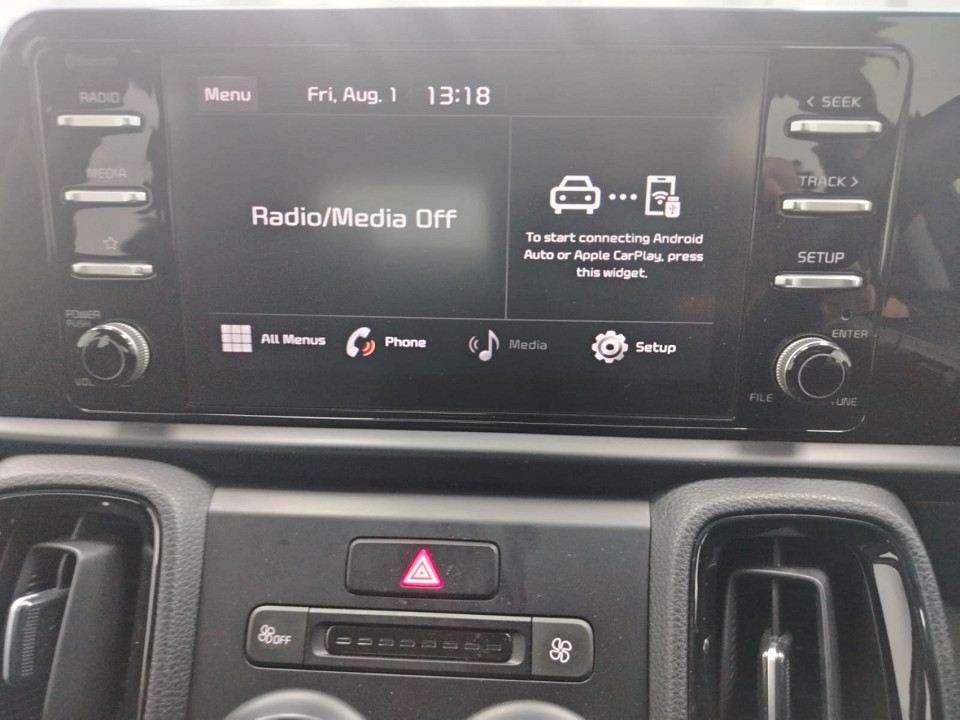 Bluetooth
RADIO
MEDIA
POWER
PUSH
VOL
Menu Fri, Aug. 1 13:18
Radio/Media Off
To start connecting Android
Auto or Apple CarPlay, press
this widget.
All Menus Phone Media Setup
< SEEK
TRACK >
SETUP
ENTER
FILE TUNE
OFF